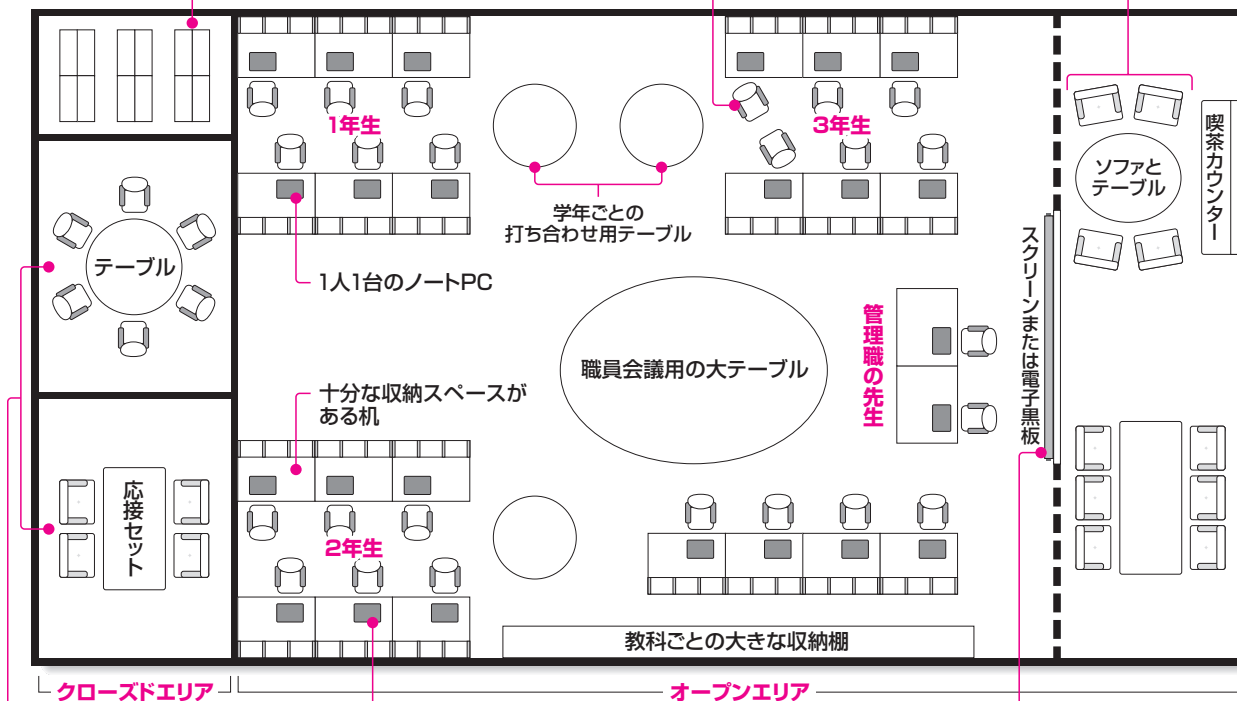 1年生
3年生
学年ごとの
打ち合わせ用テーブル
ソファと
テーブル
喫茶カウンター
テーブル
1人1台のノートPC
スクリーンまたは電子黒板
管理職の先生
職員会議用の大テーブル
十分な収納スペースが
ある机
応接セット
2年生
教科ごとの大きな収納棚
クローズドエリア
オープンエリア